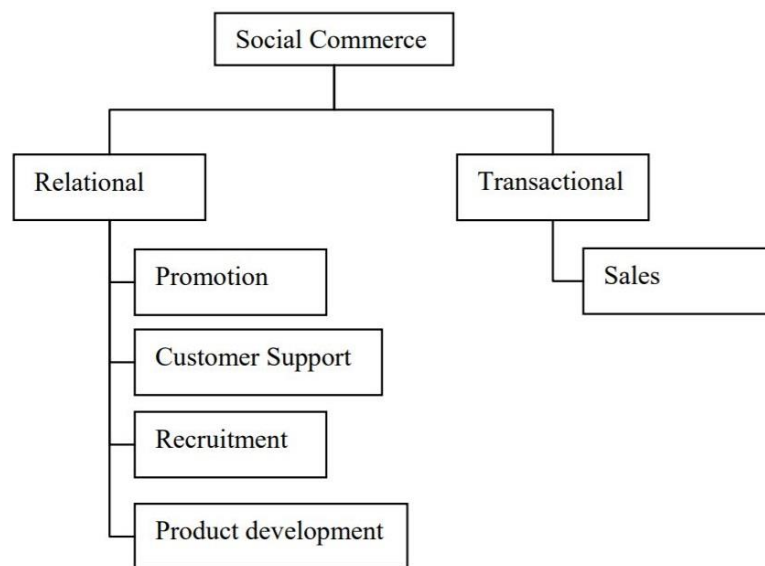 Social Commerce
Relational
Transactional
Promotion
Sales
Customer Support
Recruitment
Product development